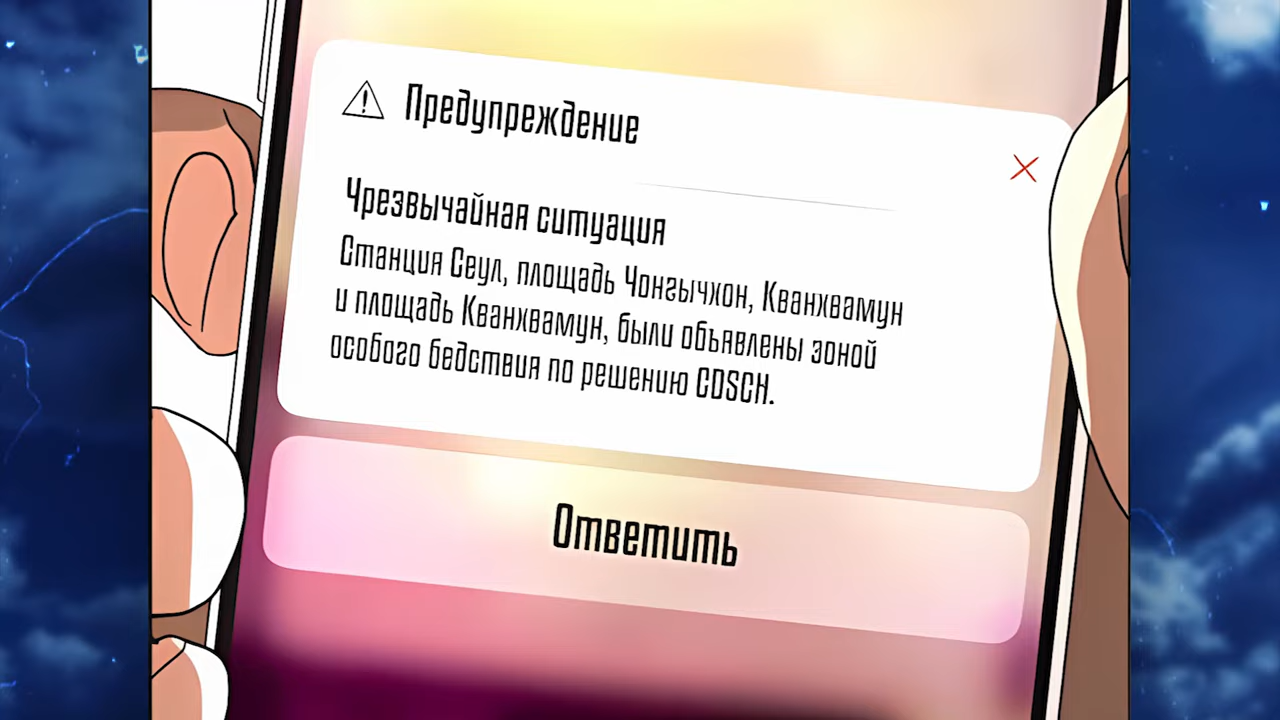 Предупреждение
Чрезвычайная ситуация
Станция Сеул, площадь Чонгычхон, Кванхвамун
и площадь Кванхвамун, были объявлены зоной
особого бедствия по решению CDSCH.
Ответить